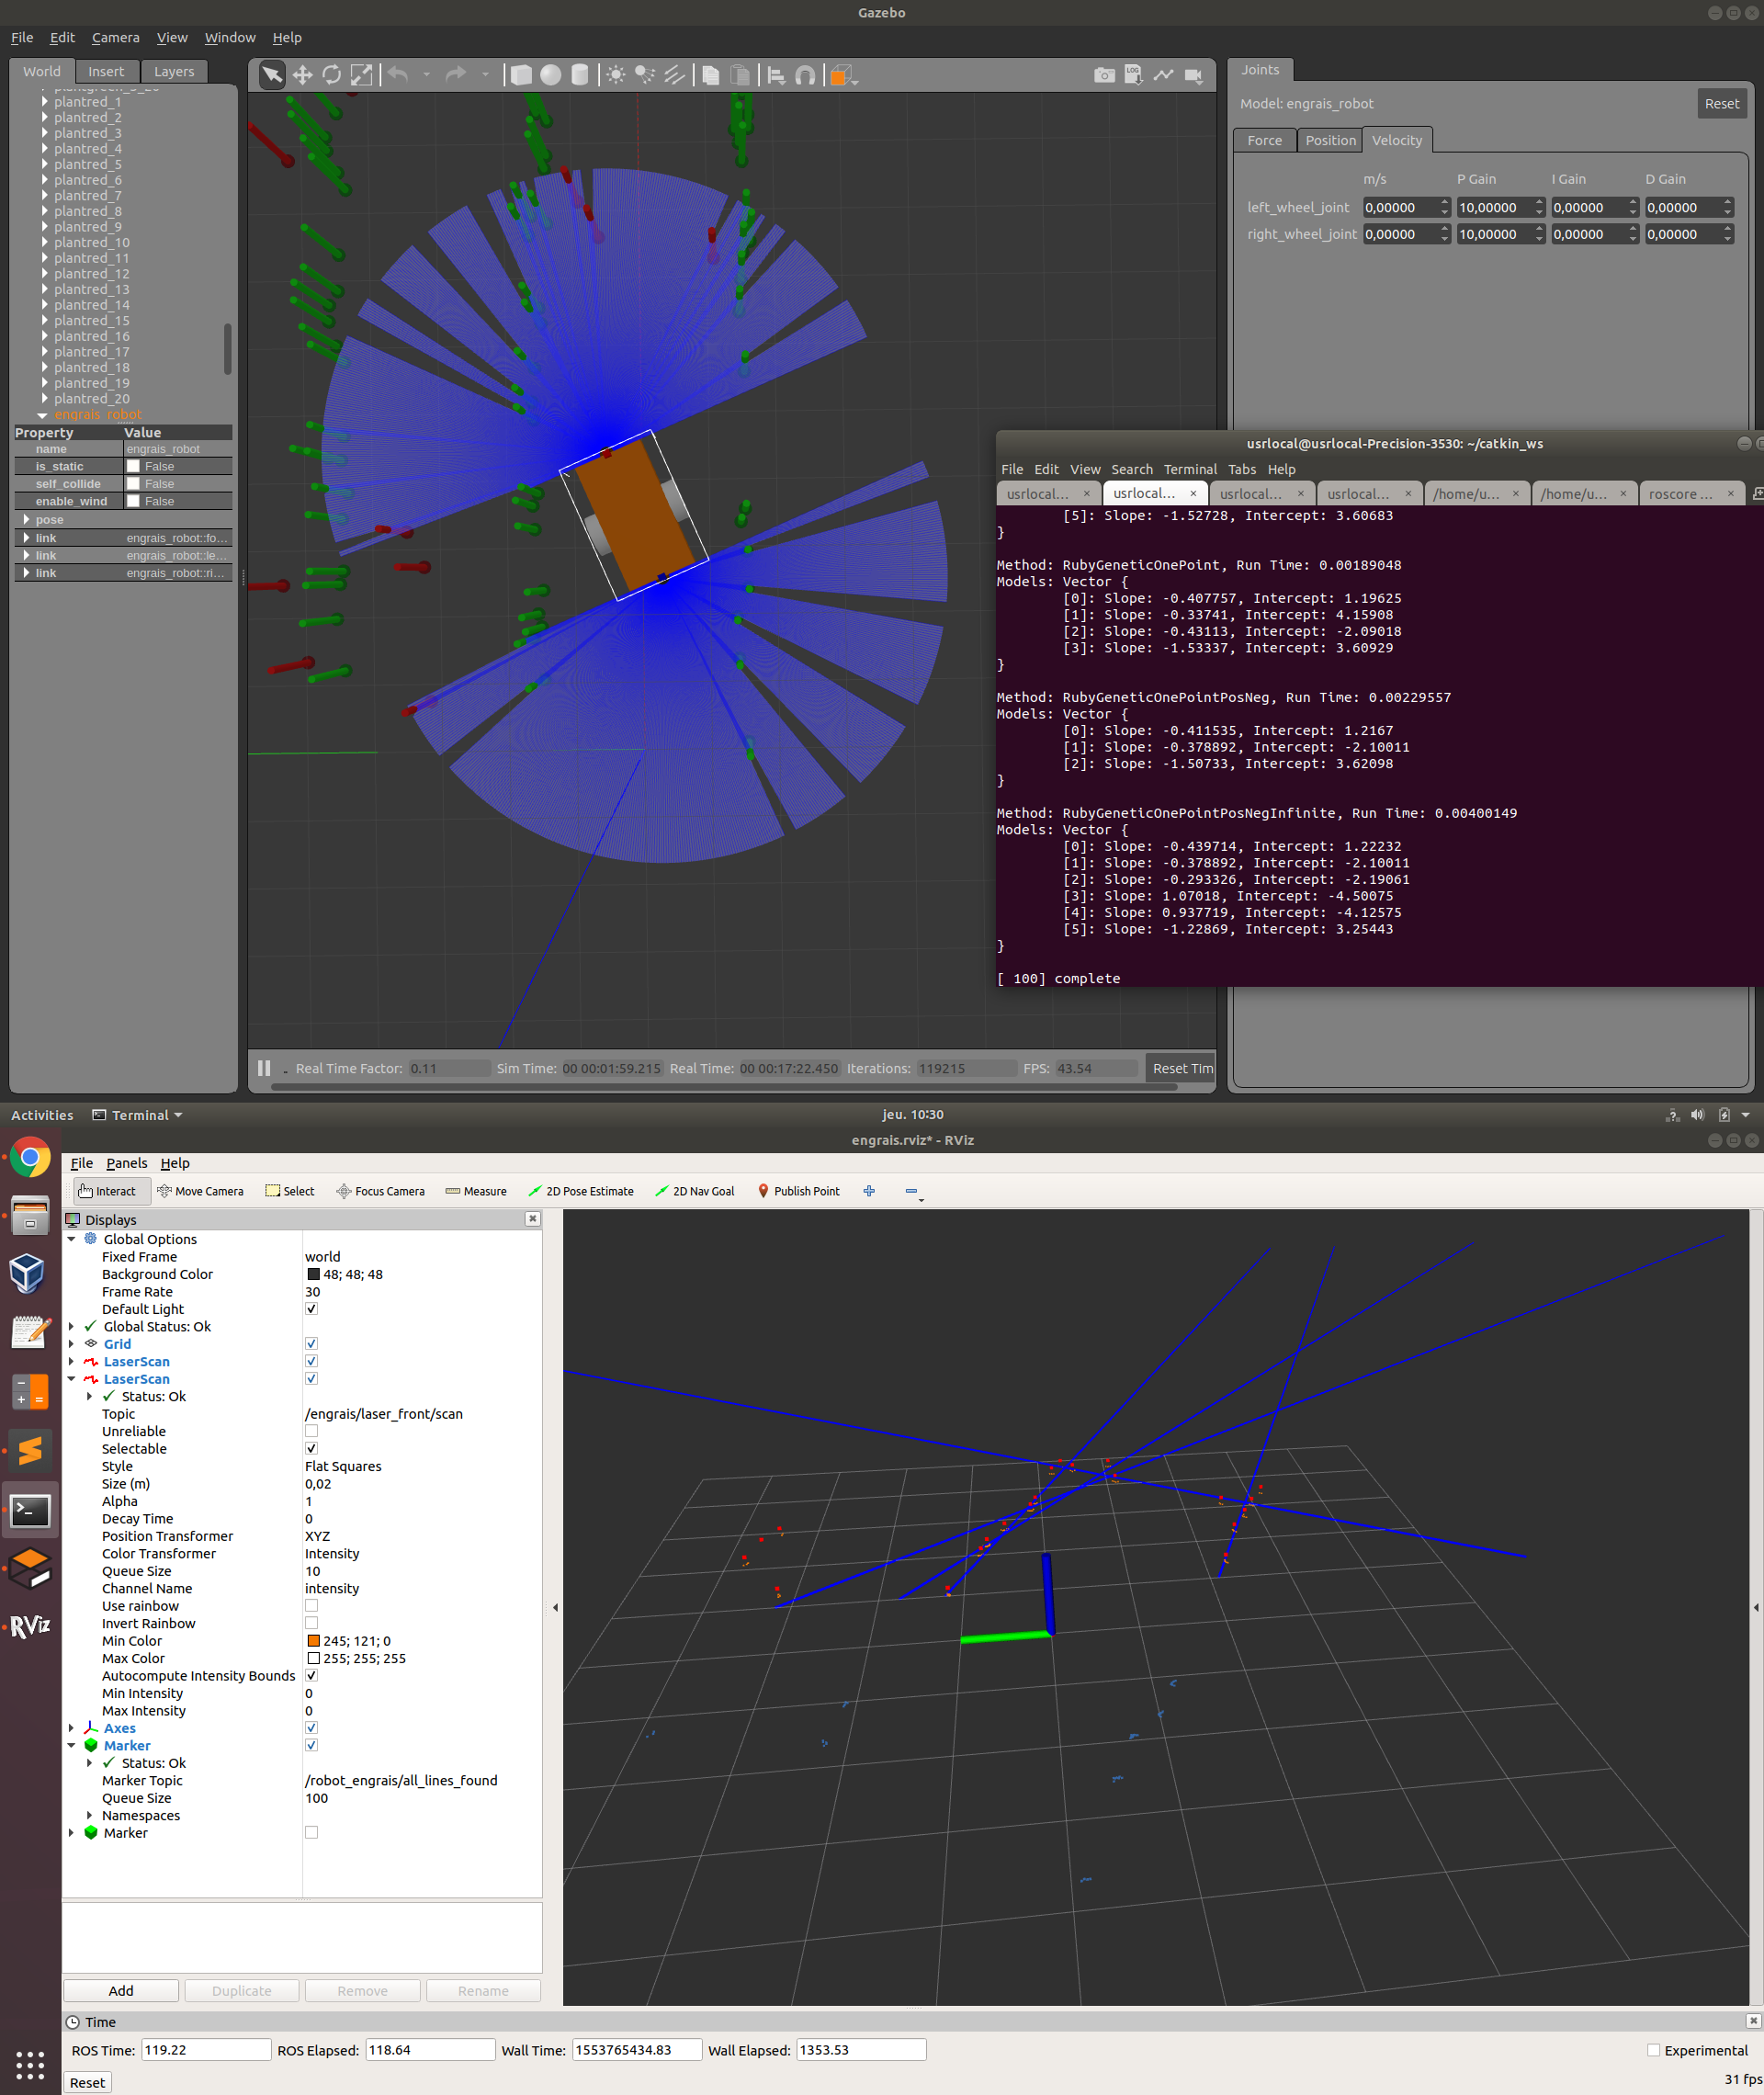 Gazebo
File Edit Camera View Window Help
World Insert Layers
plantred_1
plantred_2
plantred_3
plantred_4
plantred_5
plantred_6
plantred_7
plantred_8
plantred_9
plantred_10
plantred_11
plantred_12
plantred_13
plantred_14
plantred_15
plantred_16
plantred_17
plantred_18
plantred_19
plantred_20
engrais_robot
Property Value
name engrais_robot
is_static False
self_collide False
enable_wind False
pose
link engrais_robot::fo...
link engrais_robot::le...
link engrais_robot::ri...
LOG
Real Time Factor: 0.11 Sim Time: 00 00:01:59.215 Real Time: 00 00:17:22.450 Iterations: 119215 FPS: 43.54 Reset Tim
Joints
Model: engrais_robot Reset
Force Position Velocity
m/s P Gain I Gain D Gain
left_wheel_joint 0,00000 10,00000 0,00000 0,00000
right_wheel_joint 0,00000 10,00000 0,00000 0,00000
usrlocal@usrlocal-Precision-3530: ~/catkin_ws
File Edit View Search Terminal Tabs Help
usrlocal... × usrlocal... × usrlocal... × usrlocal... × /home/u... × /home/u... × roscore ... ×
[5]: Slope: -1.52728, Intercept: 3.60683
}
Method: RubyGeneticOnePoint, Run Time: 0.00189048
Models: Vector {
[0]: Slope: -0.407757, Intercept: 1.19625
[1]: Slope: -0.33741, Intercept: 4.15908
[2]: Slope: -0.43113, Intercept: -2.09018
[3]: Slope: -1.53337, Intercept: 3.60929
}
Method: RubyGeneticOnePointPosNeg, Run Time: 0.00229557
Models: Vector {
[0]: Slope: -0.411535, Intercept: 1.2167
[1]: Slope: -0.378892, Intercept: -2.10011
[2]: Slope: -1.50733, Intercept: 3.62098
}
Method: RubyGeneticOnePointPosNegInfinite, Run Time: 0.00400149
Models: Vector {
[0]: Slope: -0.439714, Intercept: 1.22232
[1]: Slope: -0.378892, Intercept: -2.10011
[2]: Slope: -0.293326, Intercept: -2.19061
[3]: Slope: 1.07018, Intercept: -4.50075
[4]: Slope: 0.937719, Intercept: -4.12575
[5]: Slope: -1.22869, Intercept: 3.25443
}
[ 100] complete
Activities Terminal jeu. 10:30
engrais.rviz* - RViz
File Panels Help
Interact Move Camera Select Focus Camera Measure 2D Pose Estimate 2D Nav Goal Publish Point
Displays
Global Options
Fixed Frame world
Background Color 48; 48; 48
Frame Rate 30
Default Light
Global Status: Ok
Grid
LaserScan
LaserScan
Status: Ok
Topic /engrais/laser_front/scan
Unreliable
Selectable
Style Flat Squares
Size (m) 0,02
Alpha 1
Decay Time 0
Position Transformer XYZ
Color Transformer Intensity
Queue Size 10
Channel Name intensity
Use rainbow
Invert Rainbow
Min Color 245; 121; 0
Max Color 255; 255; 255
Autocompute Intensity Bounds
Min Intensity 0
Max Intensity 0
Axes
Marker
Status: Ok
Marker Topic /robot_engrais/all_lines_found
Queue Size 100
Namespaces
Marker
RViz
Add Duplicate Remove Rename
Time
ROS Time: 119.22 ROS Elapsed: 118.64 Wall Time: 1553765434.83 Wall Elapsed: 1353.53 Experimental
Reset 31 fps